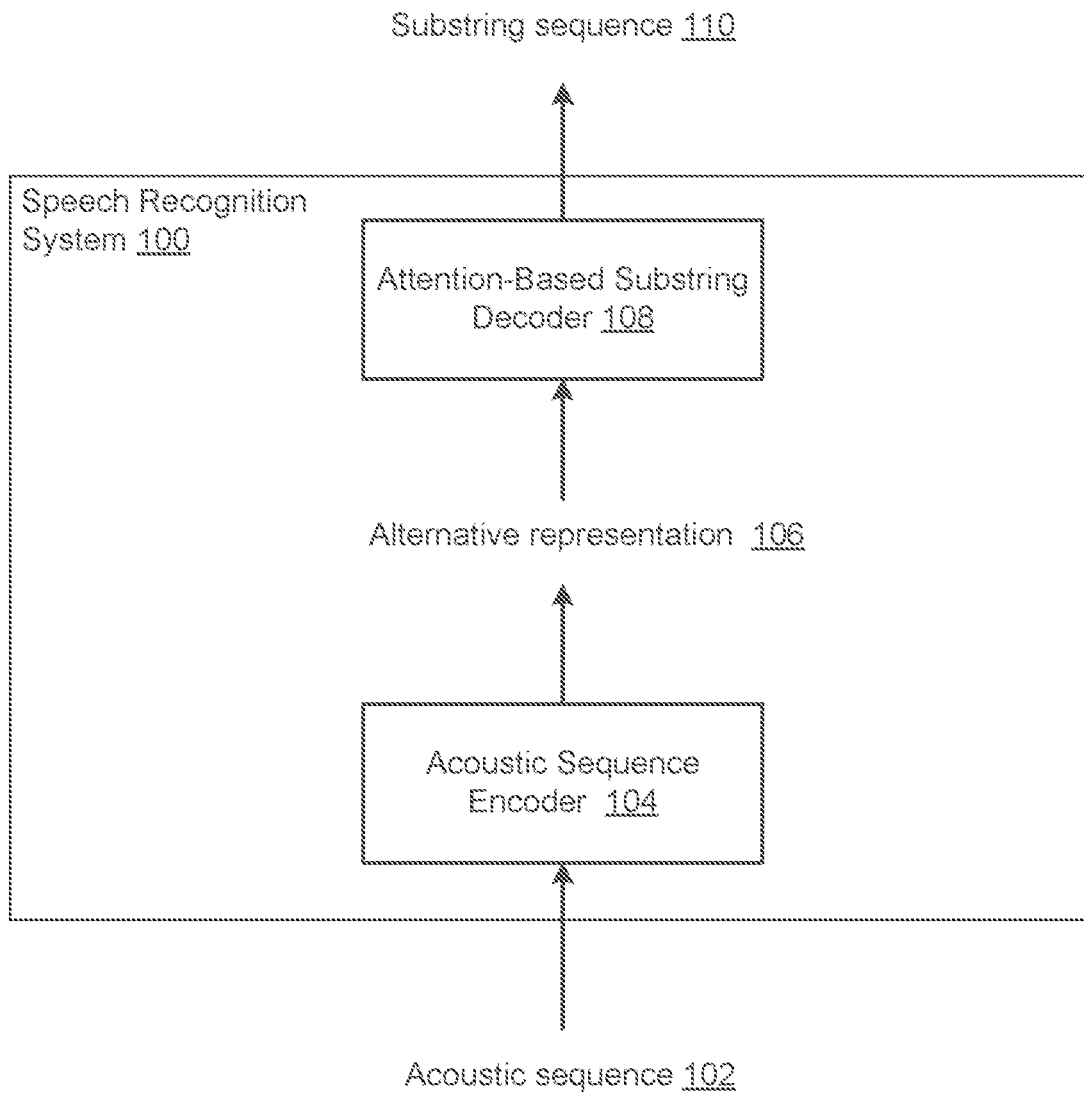 Substring sequence 110
Speech Recognition
System 100
Attention-Based Substring
Decoder 108
Alternative representation 106
Acoustic Sequence
Encoder 104
Acoustic sequence 102